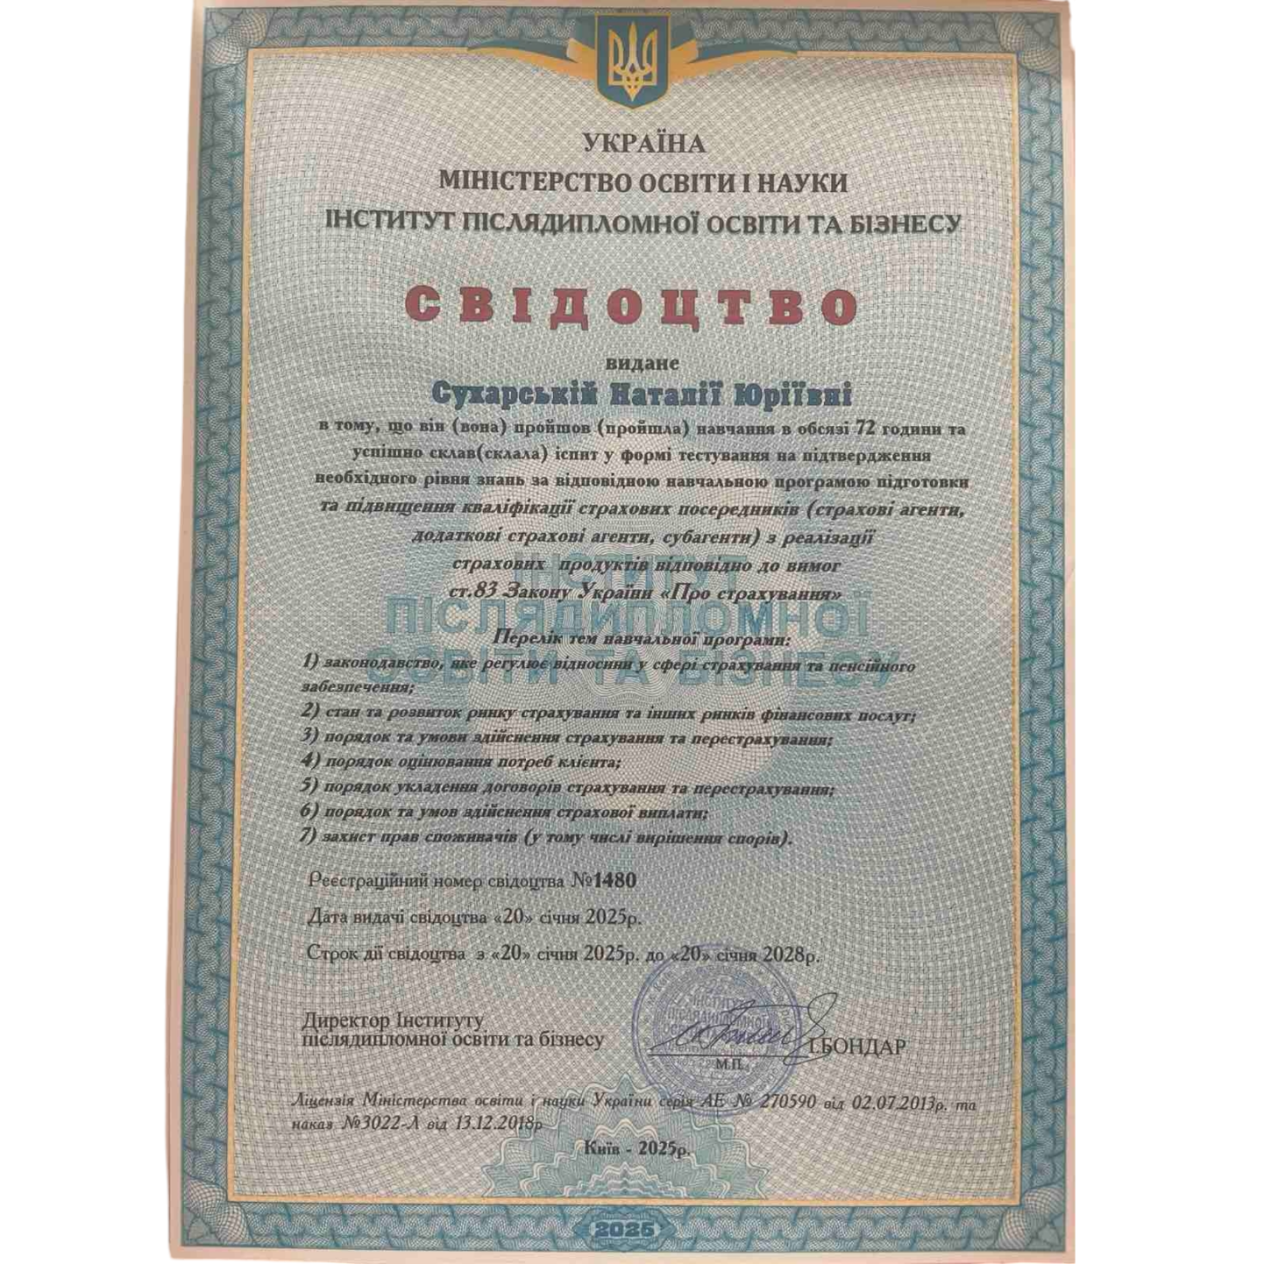 УКРАЇНА
МІНІСТЕРСТВО ОСВІТИ І НАУКИ
ІНСТИТУТ ПІСЛЯДИПЛОМНОЇ ОСВІТИ ТА БІЗНЕСУ
СВІДОЦТВО
видане
Сухарській Наталії Юріївні
в тому, що він (вона) пройшов (пройшла) навчання в обсязі 72 години та
успішно склав(склала) іспит у формі тестування на підтвердження
необхідного рівня знань за відповідною навчальною програмою підготовки
та підвищення кваліфікації страхових посередників (страхові агенти,
додаткові страхові агенти, субагенти) з реалізації
страхових продуктів відповідно до вимог
ст.83 Закону України «Про страхування»
ІНСТИТУТ
ПІСЛЯДИПЛОМНОЇ
ОСВІТИ ТА БІЗНЕСУ
Перелік тем навчальної програми:
1) законодавство, яке регулює відносини у сфері страхування та пенсійного
забезпечення;
2) стан та розвиток ринку страхування та інших ринків фінансових послуг;
3) порядок та умови здійснення страхування та перестрахування;
4) порядок оцінювання потреб клієнта;
5) порядок укладення договорів страхування та перестрахування;
6) порядок та умов здійснення страхової виплати;
7) захист прав споживачів (у тому числі вирішення спорів).
Реєстраційний номер свідоцтва №1480
Дата видачі свідоцтва «20» січня 2025р.
Строк дії свідоцтва з «20» січня 2025р. до «20» січня 2028р.
Директор Інституту
післядипломної освіти та бізнесу
І.БОНДАР
М.П.
ІНСТИТУТ
ПІСЛЯДИПЛОМНОЇ
Ліцензія Міністерства освіти і науки України серія АЕ № 270590 від 02.07.2013р. та
наказ №3022-Л від 13.12.2018р
Київ - 2025р.
2025